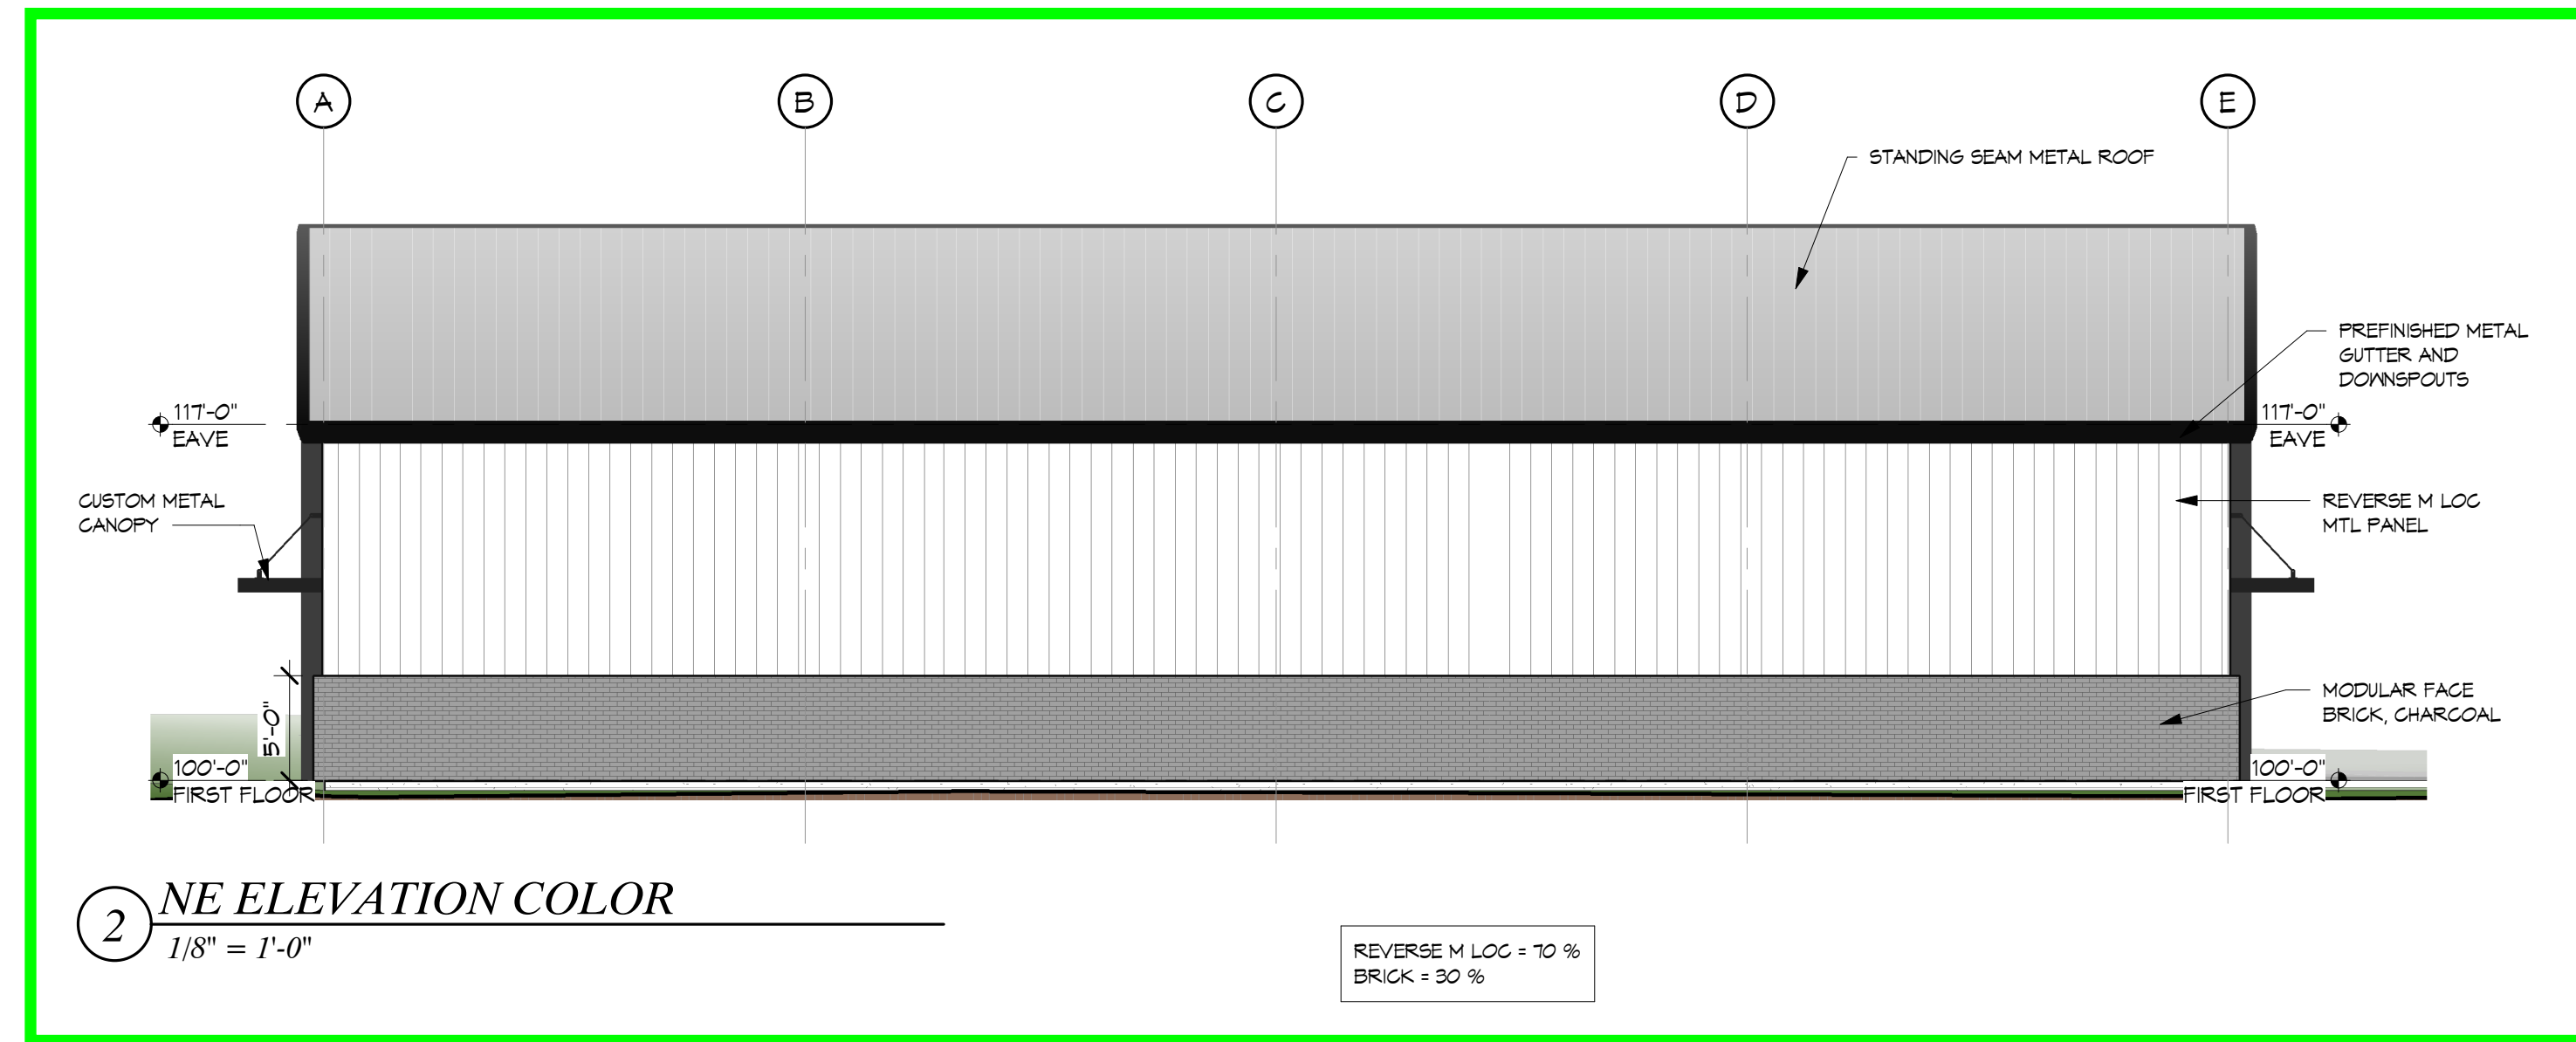 A
B
C
D
E
STANDING SEAM METAL ROOF
PREFINISHED METAL
GUTTER AND
DOWNSPOUTS
117'-0"
EAVE
117'-0"
EAVE
CUSTOM METAL
CANOPY
REVERSE M LOC
MTL PANEL
5'-0"
MODULAR FACE
BRICK, CHARCOAL
100'-0"
FIRST FLOOR
100'-0"
FIRST FLOOR
2
NE ELEVATION COLOR
1/8" = 1'-0"
REVERSE M LOC = 70 %
BRICK = 30 %